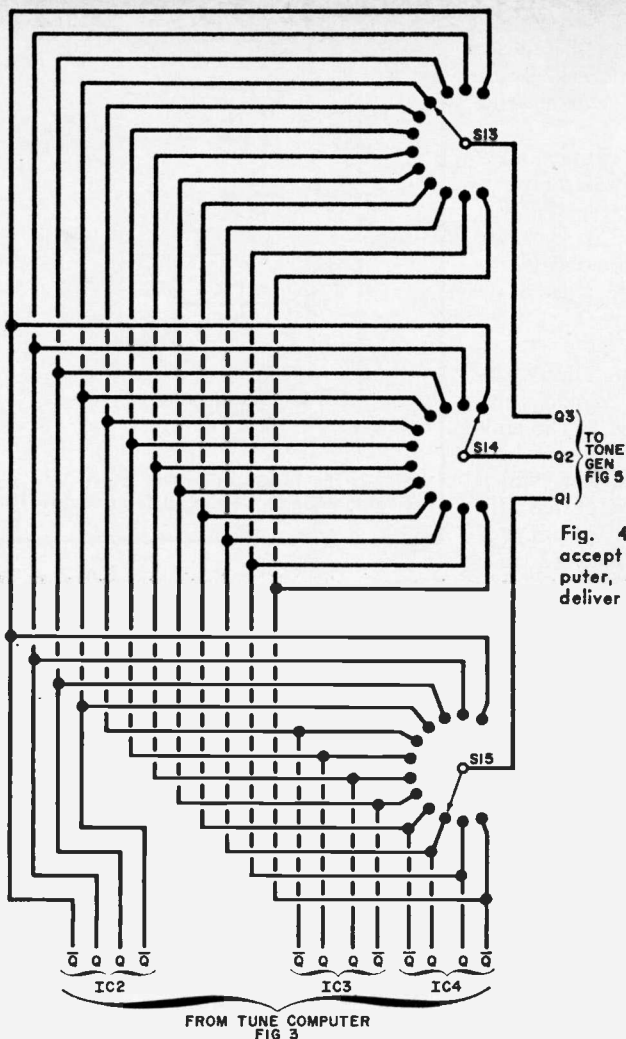 S13
Q3
S14
Q2
Q1
TO
TONE
GEN
FIG 5
Fig. 4
accept
puter,
deliver
S15
Q̅ Q Q Q̅ Q̅ Q Q Q̅ Q̅ Q Q Q̅
IC2 IC3 IC4
FROM TUNE COMPUTER
FIG 3